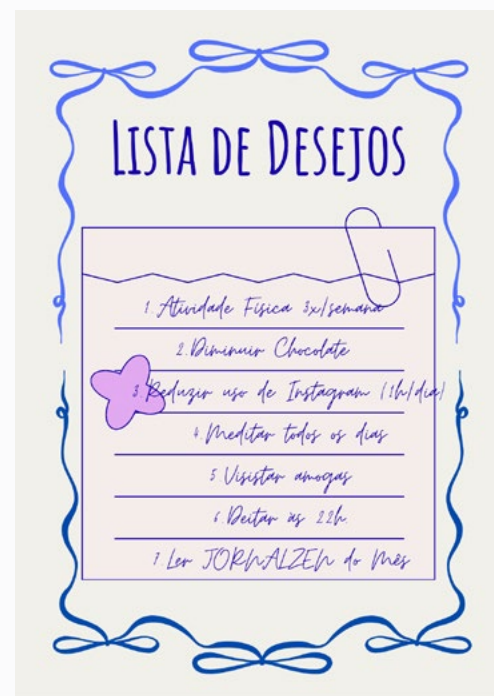 LISTA DE DESEJOS
1. Atividade Física 3x/semana
2. Diminuir Chocolate
3. Reduzir uso de Instagram (1h/dia)
4. Meditar todos os dias
5. Visistar amogas
6. Deitar às 22h.
7. Ler JORNALZEN do Mês